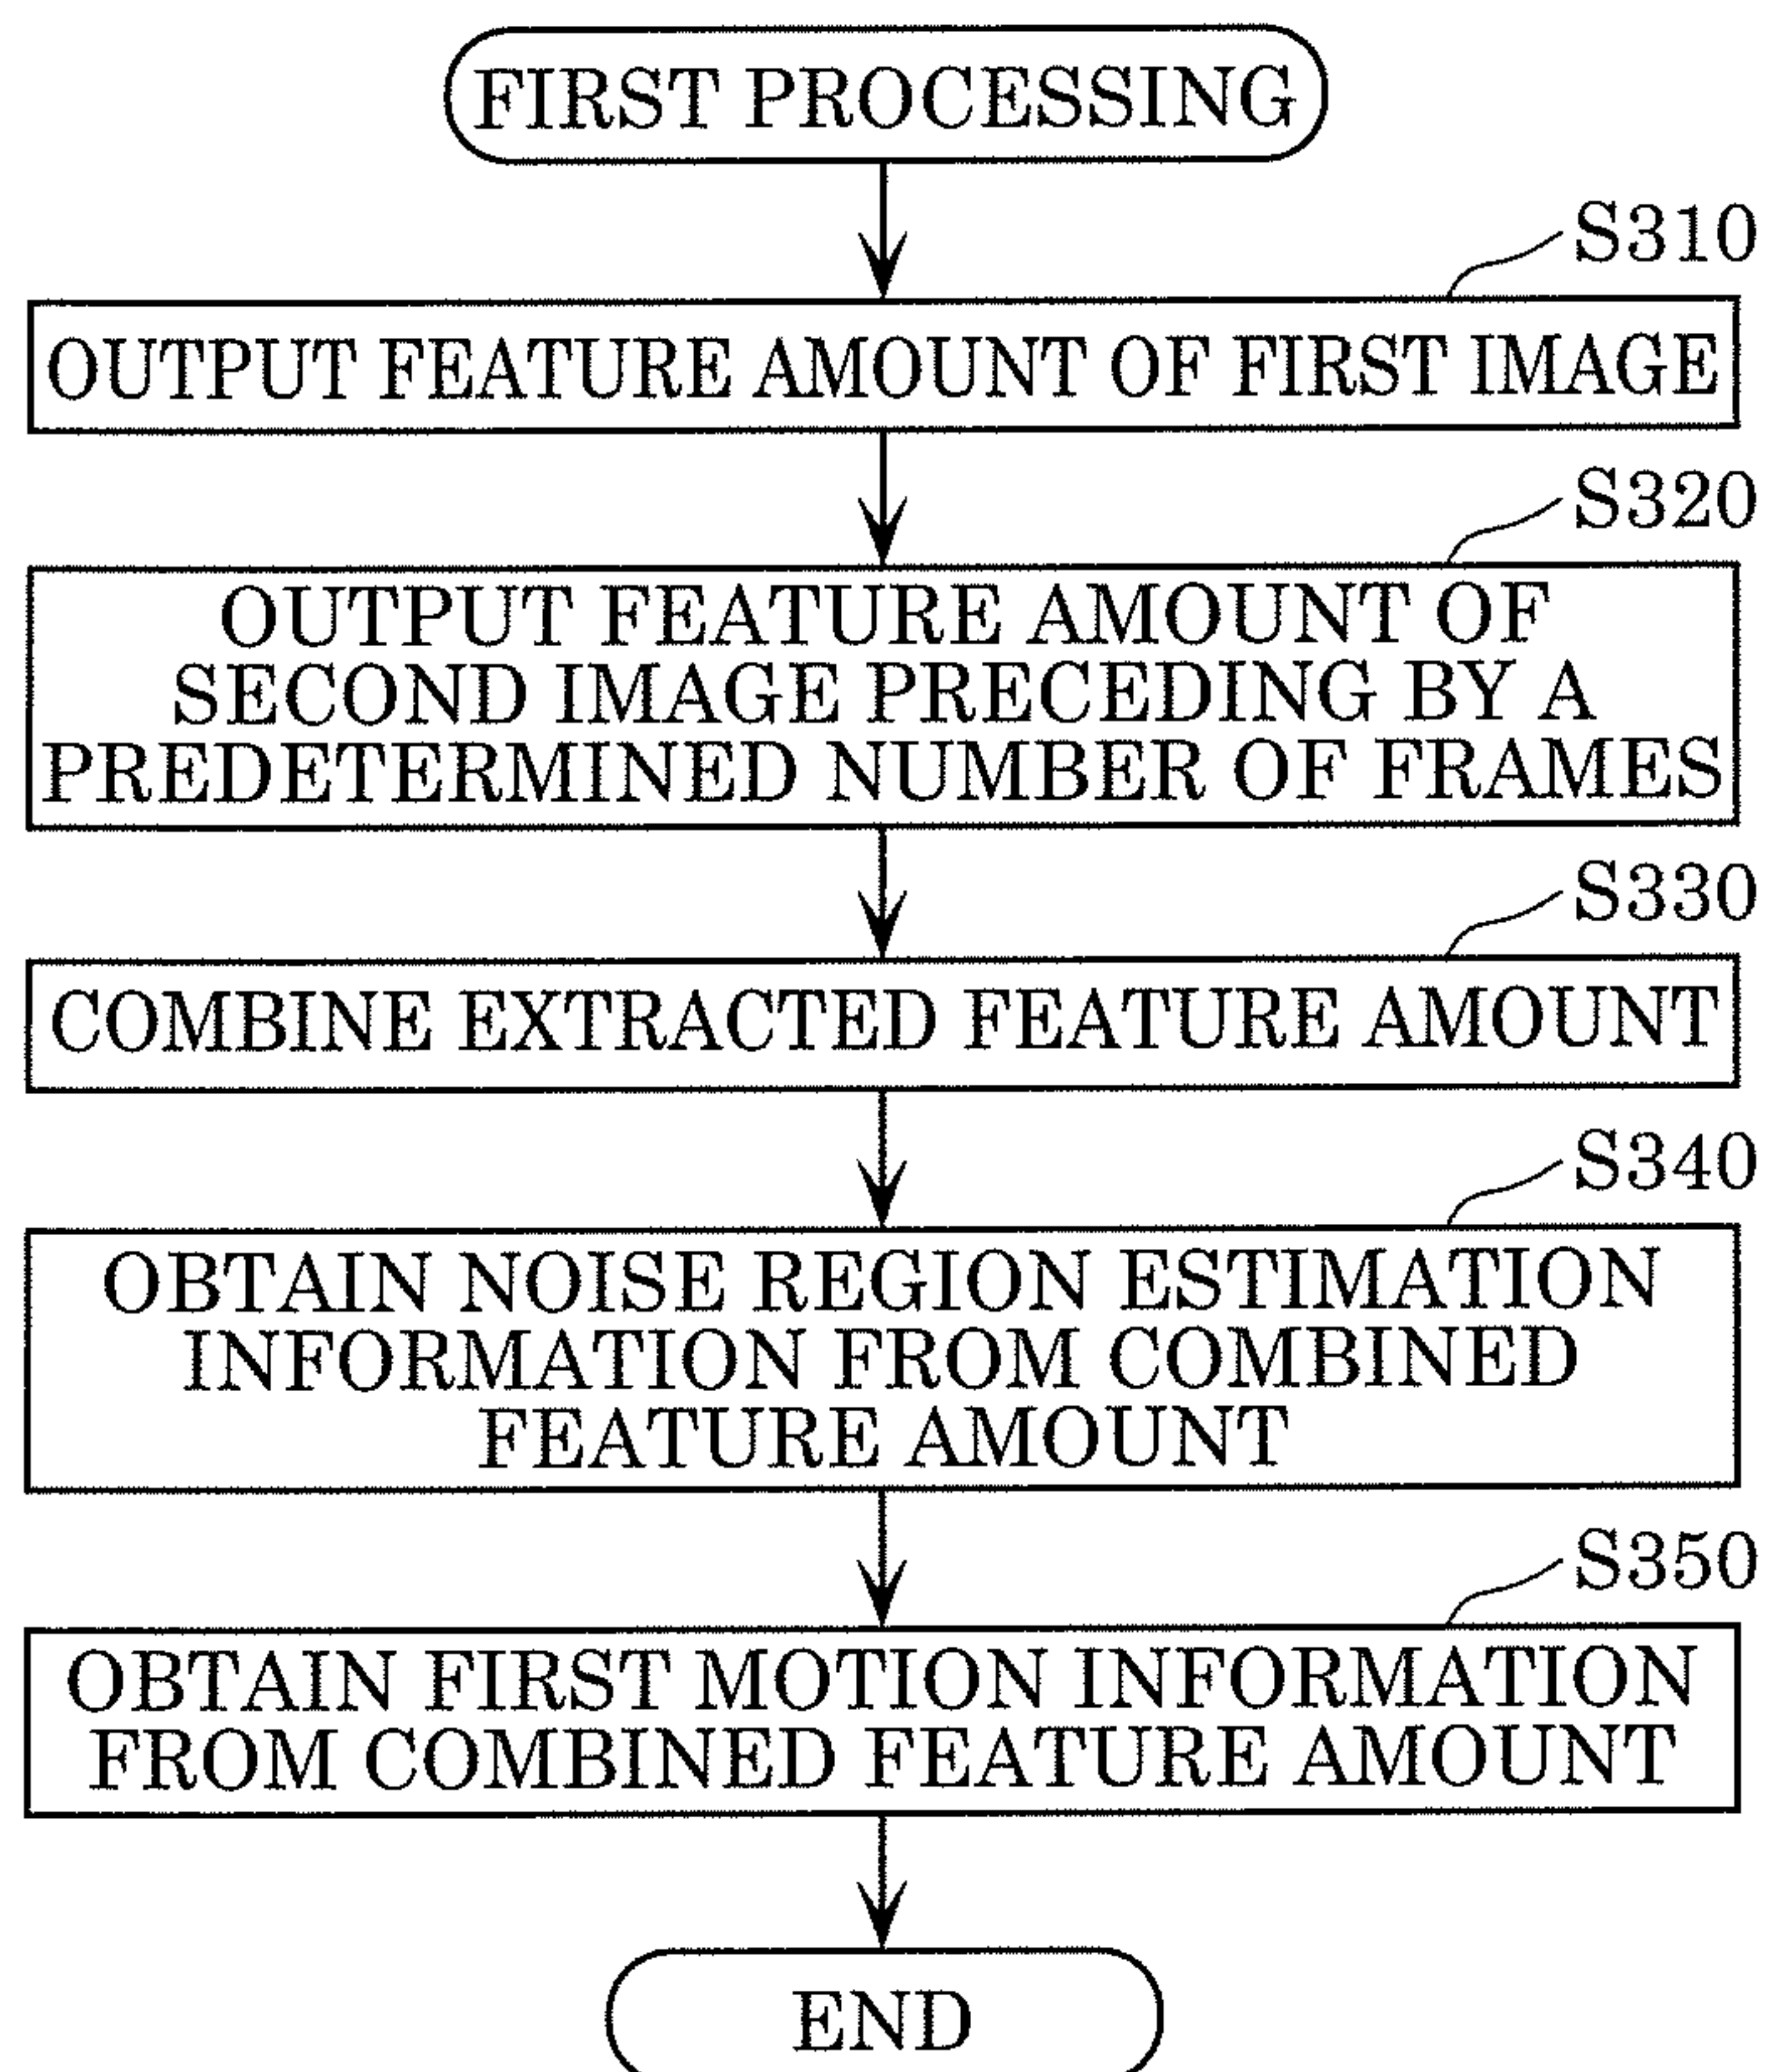 FIRST PROCESSING
S310
OUTPUT FEATURE AMOUNT OF FIRST IMAGE
S320
OUTPUT FEATURE AMOUNT OF
SECOND IMAGE PRECEDING BY A
PREDETERMINED NUMBER OF FRAMES
S330
COMBINE EXTRACTED FEATURE AMOUNT
S340
OBTAIN NOISE REGION ESTIMATION
INFORMATION FROM COMBINED
FEATURE AMOUNT
S350
OBTAIN FIRST MOTION INFORMATION
FROM COMBINED FEATURE AMOUNT
END